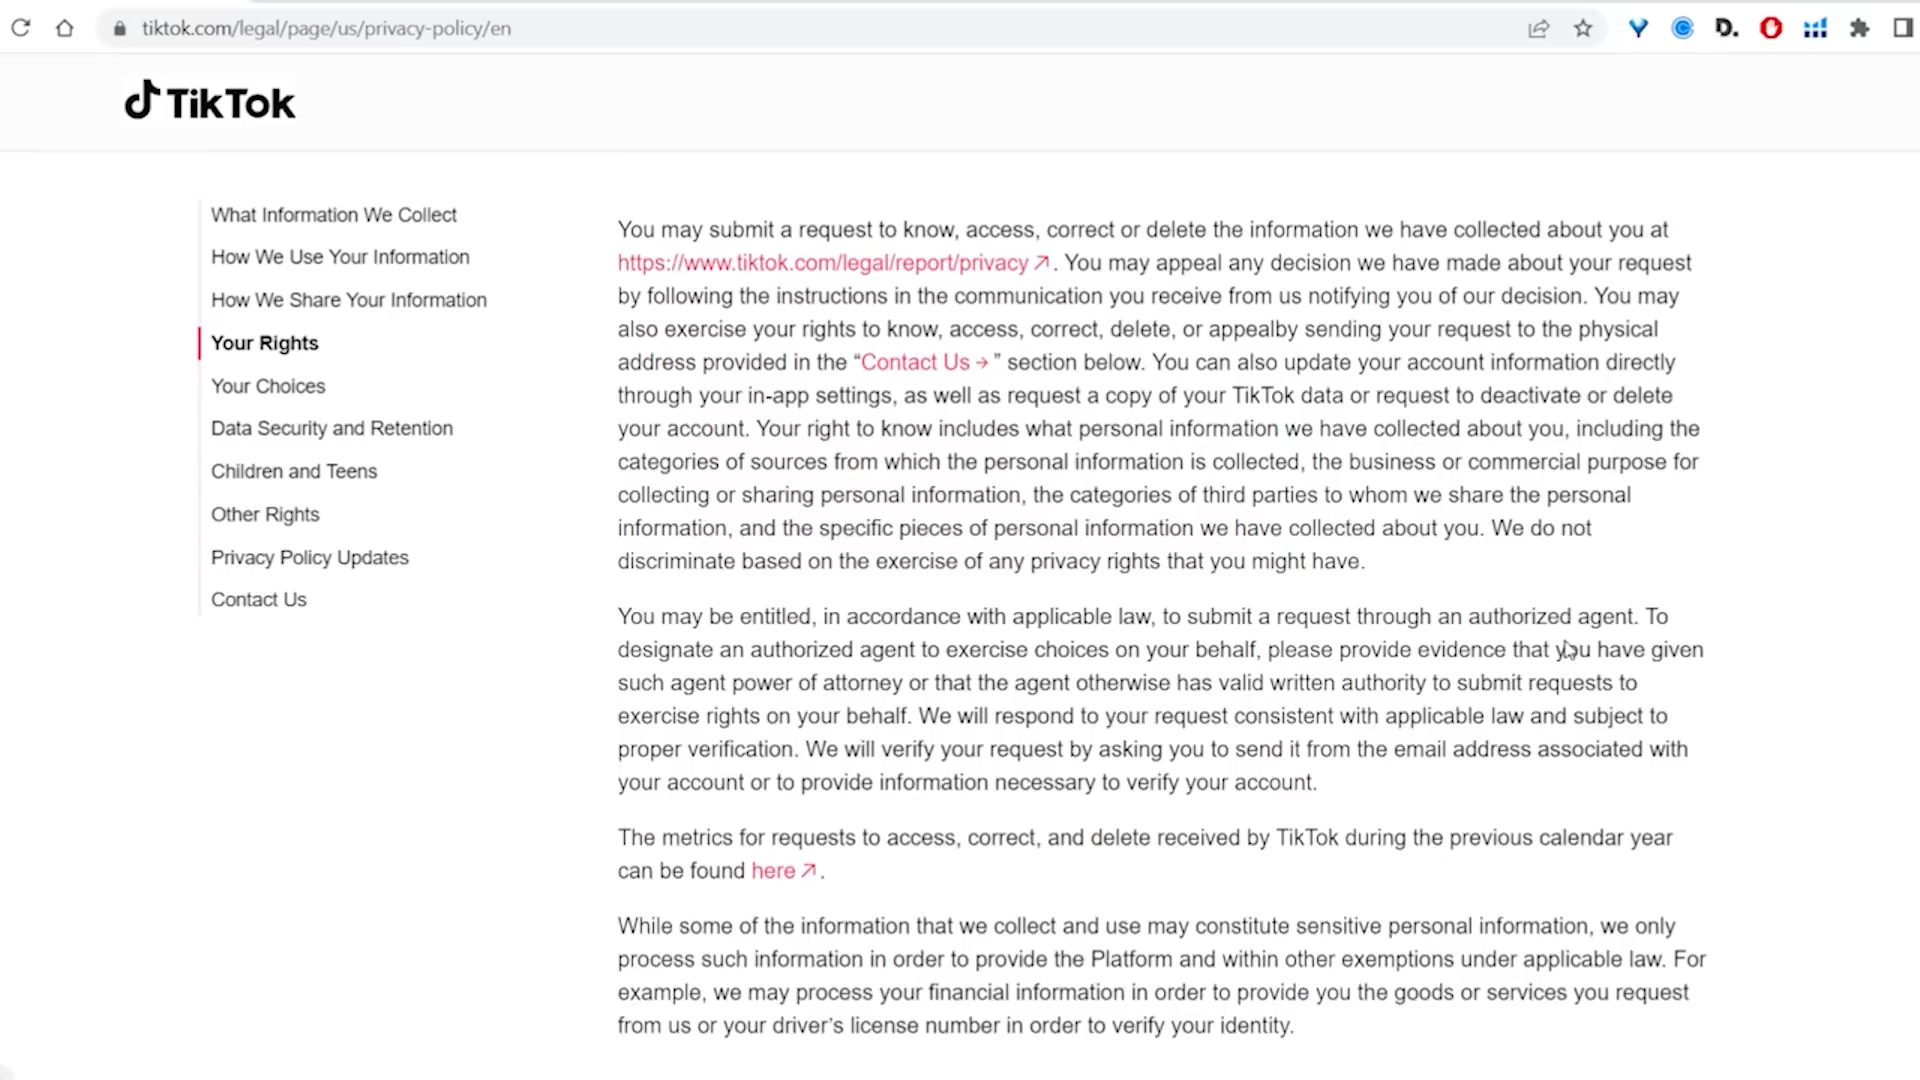 tiktok.com/legal/page/us/privacy-policy/en
D.
TikTok
What Information We Collect
How We Use Your Information
How We Share Your Information
Your Rights
Your Choices
Data Security and Retention
Children and Teens
Other Rights
Privacy Policy Updates
Contact Us
You may submit a request to know, access, correct or delete the information we have collected about you at
https://www.tiktok.com/legal/report/privacy ↗. You may appeal any decision we have made about your request
by following the instructions in the communication you receive from us notifying you of our decision. You may
also exercise your rights to know, access, correct, delete, or appealby sending your request to the physical
address provided in the “Contact Us → ” section below. You can also update your account information directly
through your in-app settings, as well as request a copy of your TikTok data or request to deactivate or delete
your account. Your right to know includes what personal information we have collected about you, including the
categories of sources from which the personal information is collected, the business or commercial purpose for
collecting or sharing personal information, the categories of third parties to whom we share the personal
information, and the specific pieces of personal information we have collected about you. We do not
discriminate based on the exercise of any privacy rights that you might have.
You may be entitled, in accordance with applicable law, to submit a request through an authorized agent. To
designate an authorized agent to exercise choices on your behalf, please provide evidence that you have given
such agent power of attorney or that the agent otherwise has valid written authority to submit requests to
exercise rights on your behalf. We will respond to your request consistent with applicable law and subject to
proper verification. We will verify your request by asking you to send it from the email address associated with
your account or to provide information necessary to verify your account.
The metrics for requests to access, correct, and delete received by TikTok during the previous calendar year
can be found here ↗.
While some of the information that we collect and use may constitute sensitive personal information, we only
process such information in order to provide the Platform and within other exemptions under applicable law. For
example, we may process your financial information in order to provide you the goods or services you request
from us or your driver’s license number in order to verify your identity.